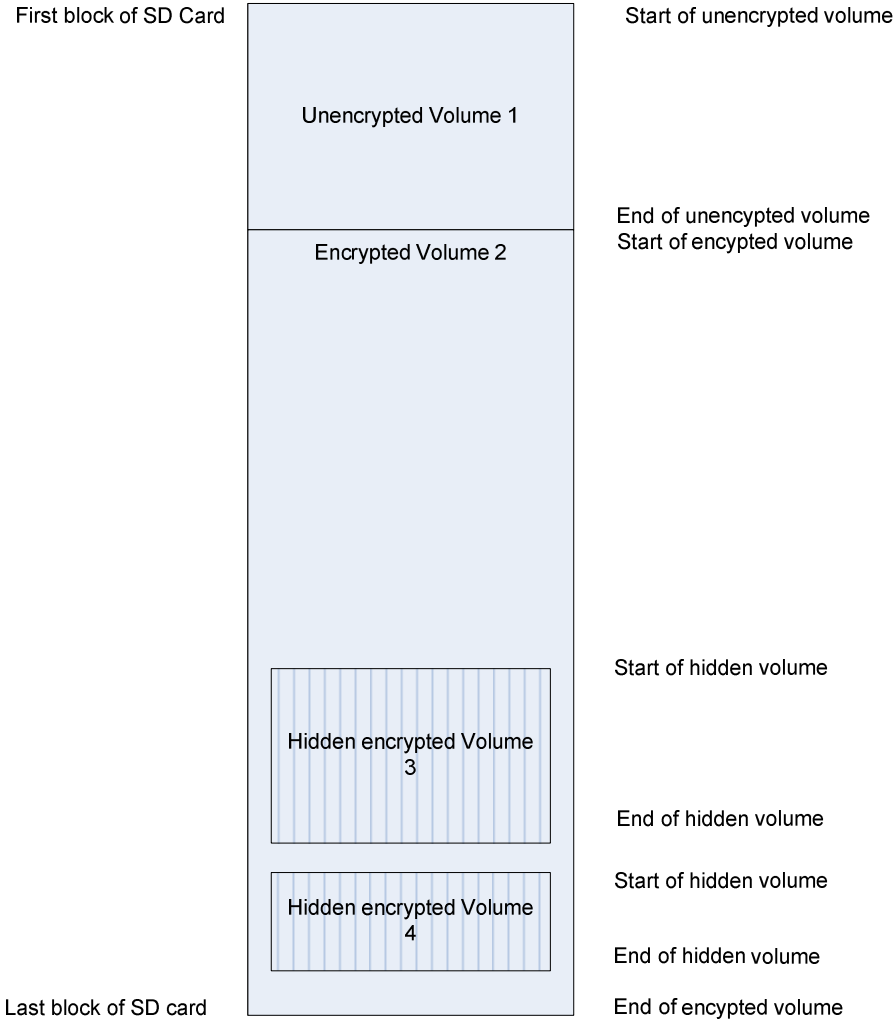 First block of SD Card
Start of unencrypted volume
Unencrypted Volume 1
End of unencypted volume
Start of encypted volume
Encrypted Volume 2
Start of hidden volume
Hidden encrypted Volume
3
End of hidden volume
Start of hidden volume
Hidden encrypted Volume
4
End of hidden volume
Last block of SD card
End of encypted volume